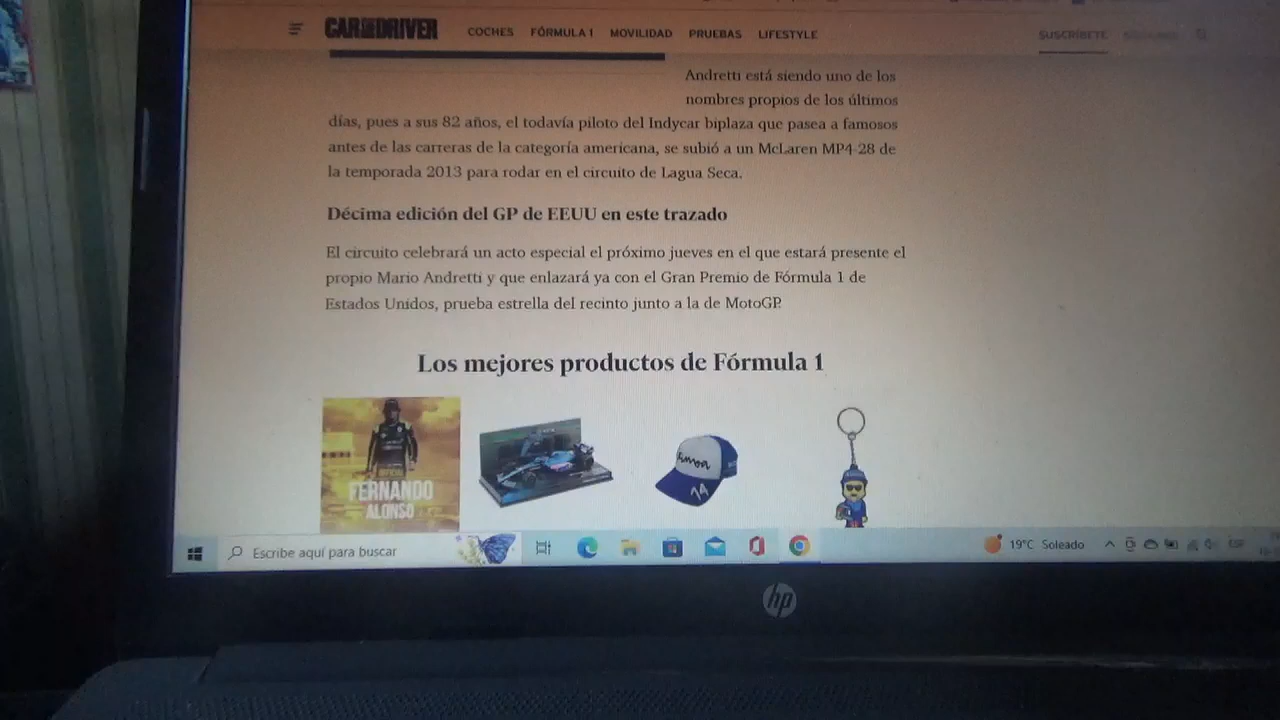 CAR AND DRIVER
COCHES FÓRMULA 1 MOVILIDAD PRUEBAS LIFESTYLE SUSCRÍBETE
Andretti está siendo uno de los
nombres propios de los últimos
días, pues a sus 82 años, el todavía piloto del Indycar biplaza que pasea a famosos
antes de las carreras de la categoría americana, se subió a un McLaren MP4-28 de
la temporada 2013 para rodar en el circuito de Lagua Seca.
Décima edición del GP de EEUU en este trazado
El circuito celebrará un acto especial el próximo jueves en el que estará presente el
propio Mario Andretti y que enlazará ya con el Gran Premio de Fórmula 1 de
Estados Unidos, prueba estrella del recinto junto a la de MotoGP.
Los mejores productos de Fórmula 1
OFFICIAL
FERNANDO
ALONSO
14
Escribe aquí para buscar
19°C Soleado
ESP
hp